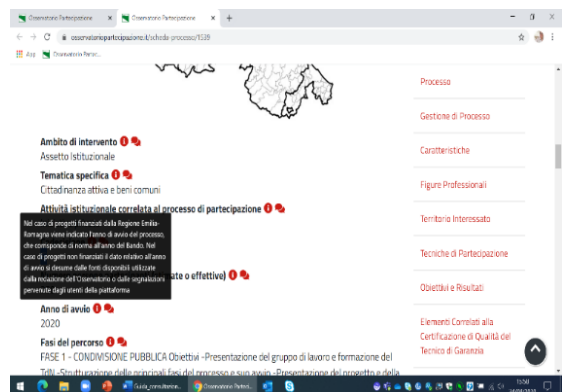 Osservatorio Partecipazione
Osservatorio Partecipazione
osservatoriopartecipazione.it/scheda-processo/1539
App
Osservatorio Partec...
Ambito di intervento
Assetto Istituzionale
Tematica specifica
Cittadinanza attiva e beni comuni
Attività istituzionale correlata al processo di partecipazione
Nel caso di progetti finanziati dalla Regione Emilia-
Romagna viene indicato l'anno di avvio del processo,
che corrisponde di norma all'anno del Bando. Nel
caso di progetti non finanziati il dato relativo all'anno
di avvio si desume dalle fonti disponibili utilizzate
dalla redazione dell'Osservatorio o dalle segnalazioni
pervenute dagli utenti della piattaforma
o effettive)
Anno di avvio
2020
Fasi del percorso
FASE 1 - CONDIVISIONE PUBBLICA Obiettivi -Presentazione del gruppo di lavoro e formazione del
TdN -Strutturazione delle principali fasi del processo e suo avvio -Presentazione del progetto e della
Processo
Gestione di Processo
Caratteristiche
Figure Professionali
Territorio Interessato
Tecniche di Partecipazione
Obiettivi e Risultati
Elementi Correlati alla
Certificazione di Qualità del
Tecnico di Garanzia
Guida_consultazion...
Osservatorio Parteci...
15:50